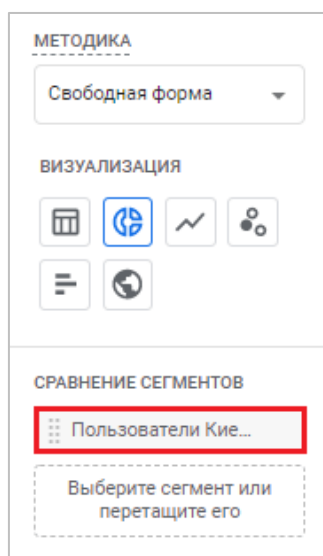 МЕТОДИКА
Свободная форма
ВИЗУАЛИЗАЦИЯ
СРАВНЕНИЕ СЕГМЕНТОВ
Пользователи Кие...
Выберите сегмент или
перетащите его